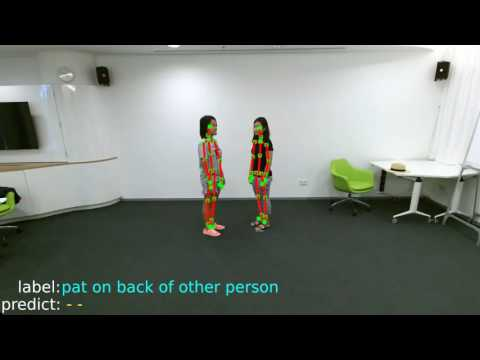 label:pat on back of other person
predict: - -